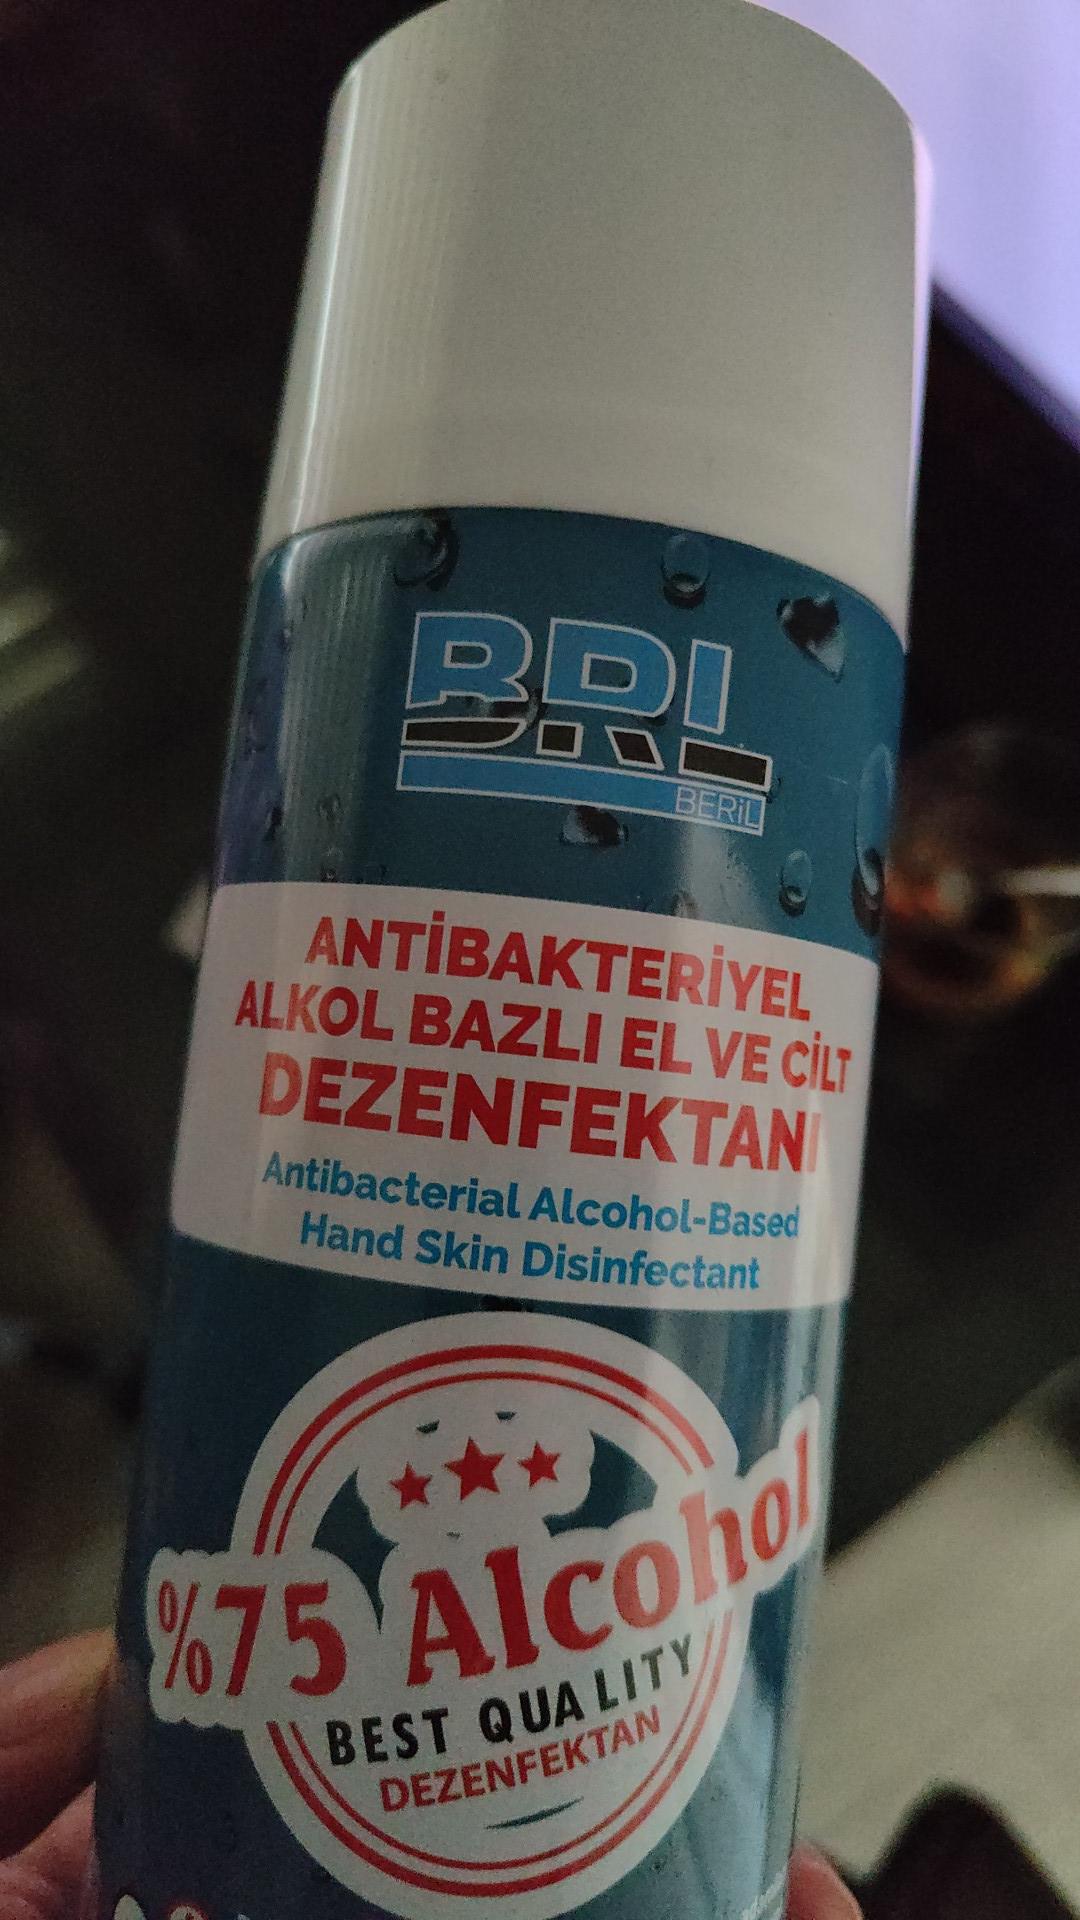 BRL
BERİL
ANTİBAKTERİYEL
ALKOL BAZLI EL VE CİLT
DEZENFEKTANI
Antibacterial Alcohol-Based
Hand Skin Disinfectant
%75 Alcohol
BEST QUALITY
DEZENFEKTAN